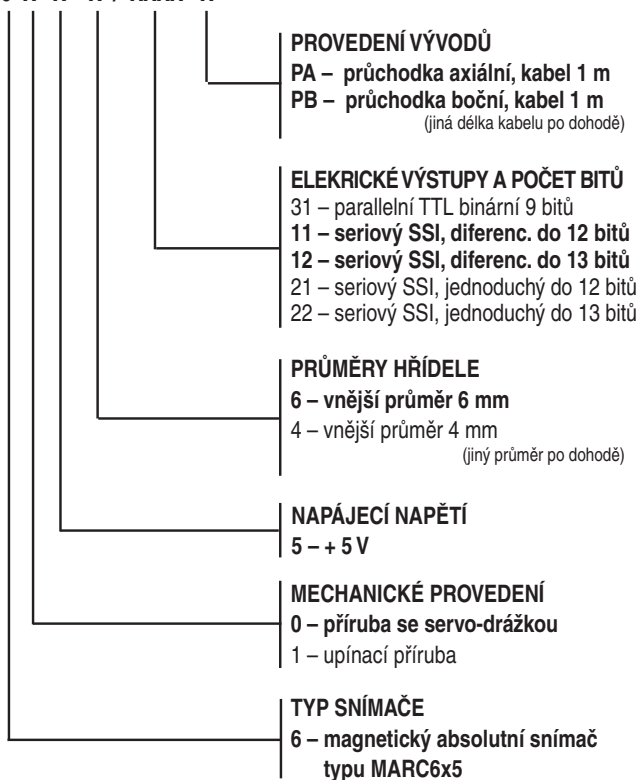 PROVEDENÍ VÝVODŮ
PA – průchodka axiální, kabel 1 m
PB – průchodka boční, kabel 1 m
(jiná délka kabelu po dohodě)
ELEKRICKÉ VÝSTUPY A POČET BITŮ
31 – parallelní TTL binární 9 bitů
11 – seriový SSI, diferenc. do 12 bitů
12 – seriový SSI, diferenc. do 13 bitů
21 – seriový SSI, jednoduchý do 12 bitů
22 – seriový SSI, jednoduchý do 13 bitů
PRŮMĚRY HŘÍDELE
6 – vnější průměr 6 mm
4 – vnější průměr 4 mm
(jiný průměr po dohodě)
NAPÁJECÍ NAPĚTÍ
5 – + 5 V
MECHANICKÉ PROVEDENÍ
0 – příruba se servo-drážkou
1 – upínací příruba
TYP SNÍMAČE
6 – magnetický absolutní snímač
typu MARC6x5